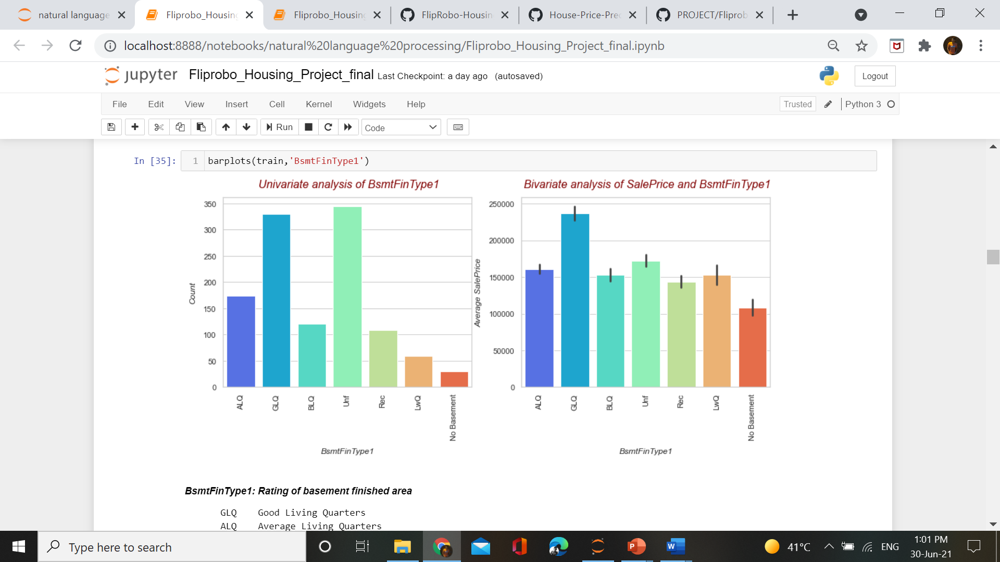 natural language
Fliprobo_Housing
Fliprobo_Housing
FlipRobo-Housin
House-Price-Pre
PROJECT/Fliprob
localhost:8888/notebooks/natural%20language%20processing/Fliprobo_Housing_Project_final.ipynb
jupyter Fliprobo_Housing_Project_final Last Checkpoint: a day ago (autosaved)
Logout
File Edit View Insert Cell Kernel Widgets Help
Trusted
Python 3
Run
Code
In [35]: 1 barplots(train,'BsmtFinType1')
Univariate analysis of BsmtFinType1
350
300
250
200
150
100
50
0
Count
ALQ
GLQ
BLQ
Unf
Rec
LwQ
No Basement
BsmtFinType1
Bivariate analysis of SalePrice and BsmtFinType1
250000
200000
150000
100000
50000
0
Average SalePrice
ALQ
GLQ
BLQ
Unf
Rec
LwQ
No Basement
BsmtFinType1
BsmtFinType1: Rating of basement finished area
GLQ Good Living Quarters
ALQ Average Living Quarters
Type here to search
P
W
41°C
ENG
1:01 PM
30-Jun-21